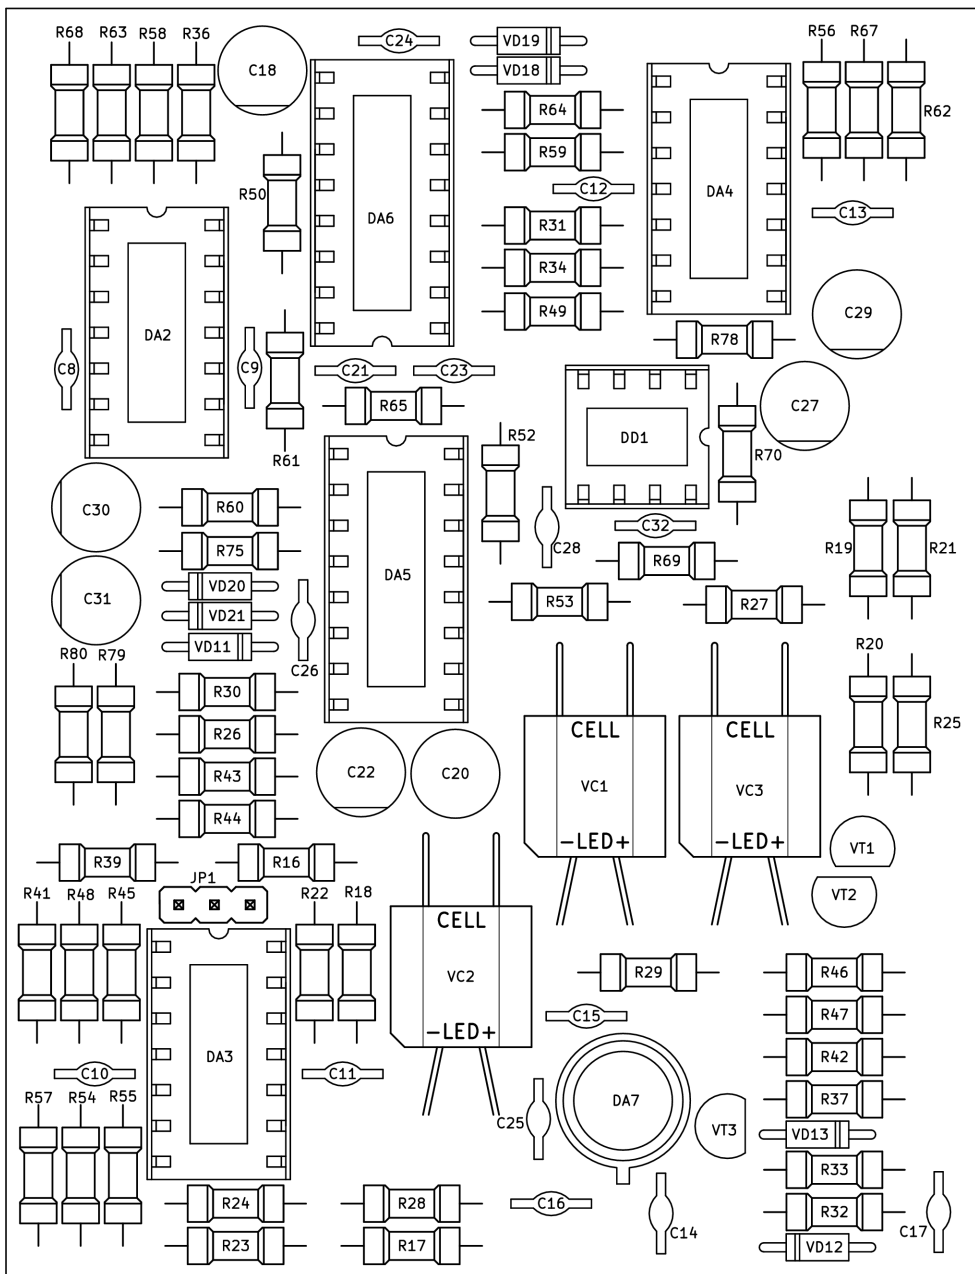 R68 R63 R58 R36
C18
C24
VD19
VD18
R56 R67
R64
R62
R59
R50
C12
DA4
DA6
C13
R31
R34
R49
C29
DA2
R78
C8
C9
C21
C23
R65
C27
R61
R52
DD1
R70
C30
R60
C32
R75
C28
R19
R21
R69
DA5
VD20
C31
R53
R27
VD21
VD11
R80 R79
C26
R20
R30
CELL
CELL
R25
R26
C22
C20
R43
VC1
VC3
R44
-LED+
-LED+
VT1
R39
R16
JP1
R41 R48 R45
R22 R18
VT2
CELL
R46
R29
VC2
R47
C15
-LED+
R42
DA3
C10
C11
R57 R54 R55
R37
DA7
C25
VT3
VD13
R33
R24
R28
C16
R32
C14
C17
R23
R17
VD12